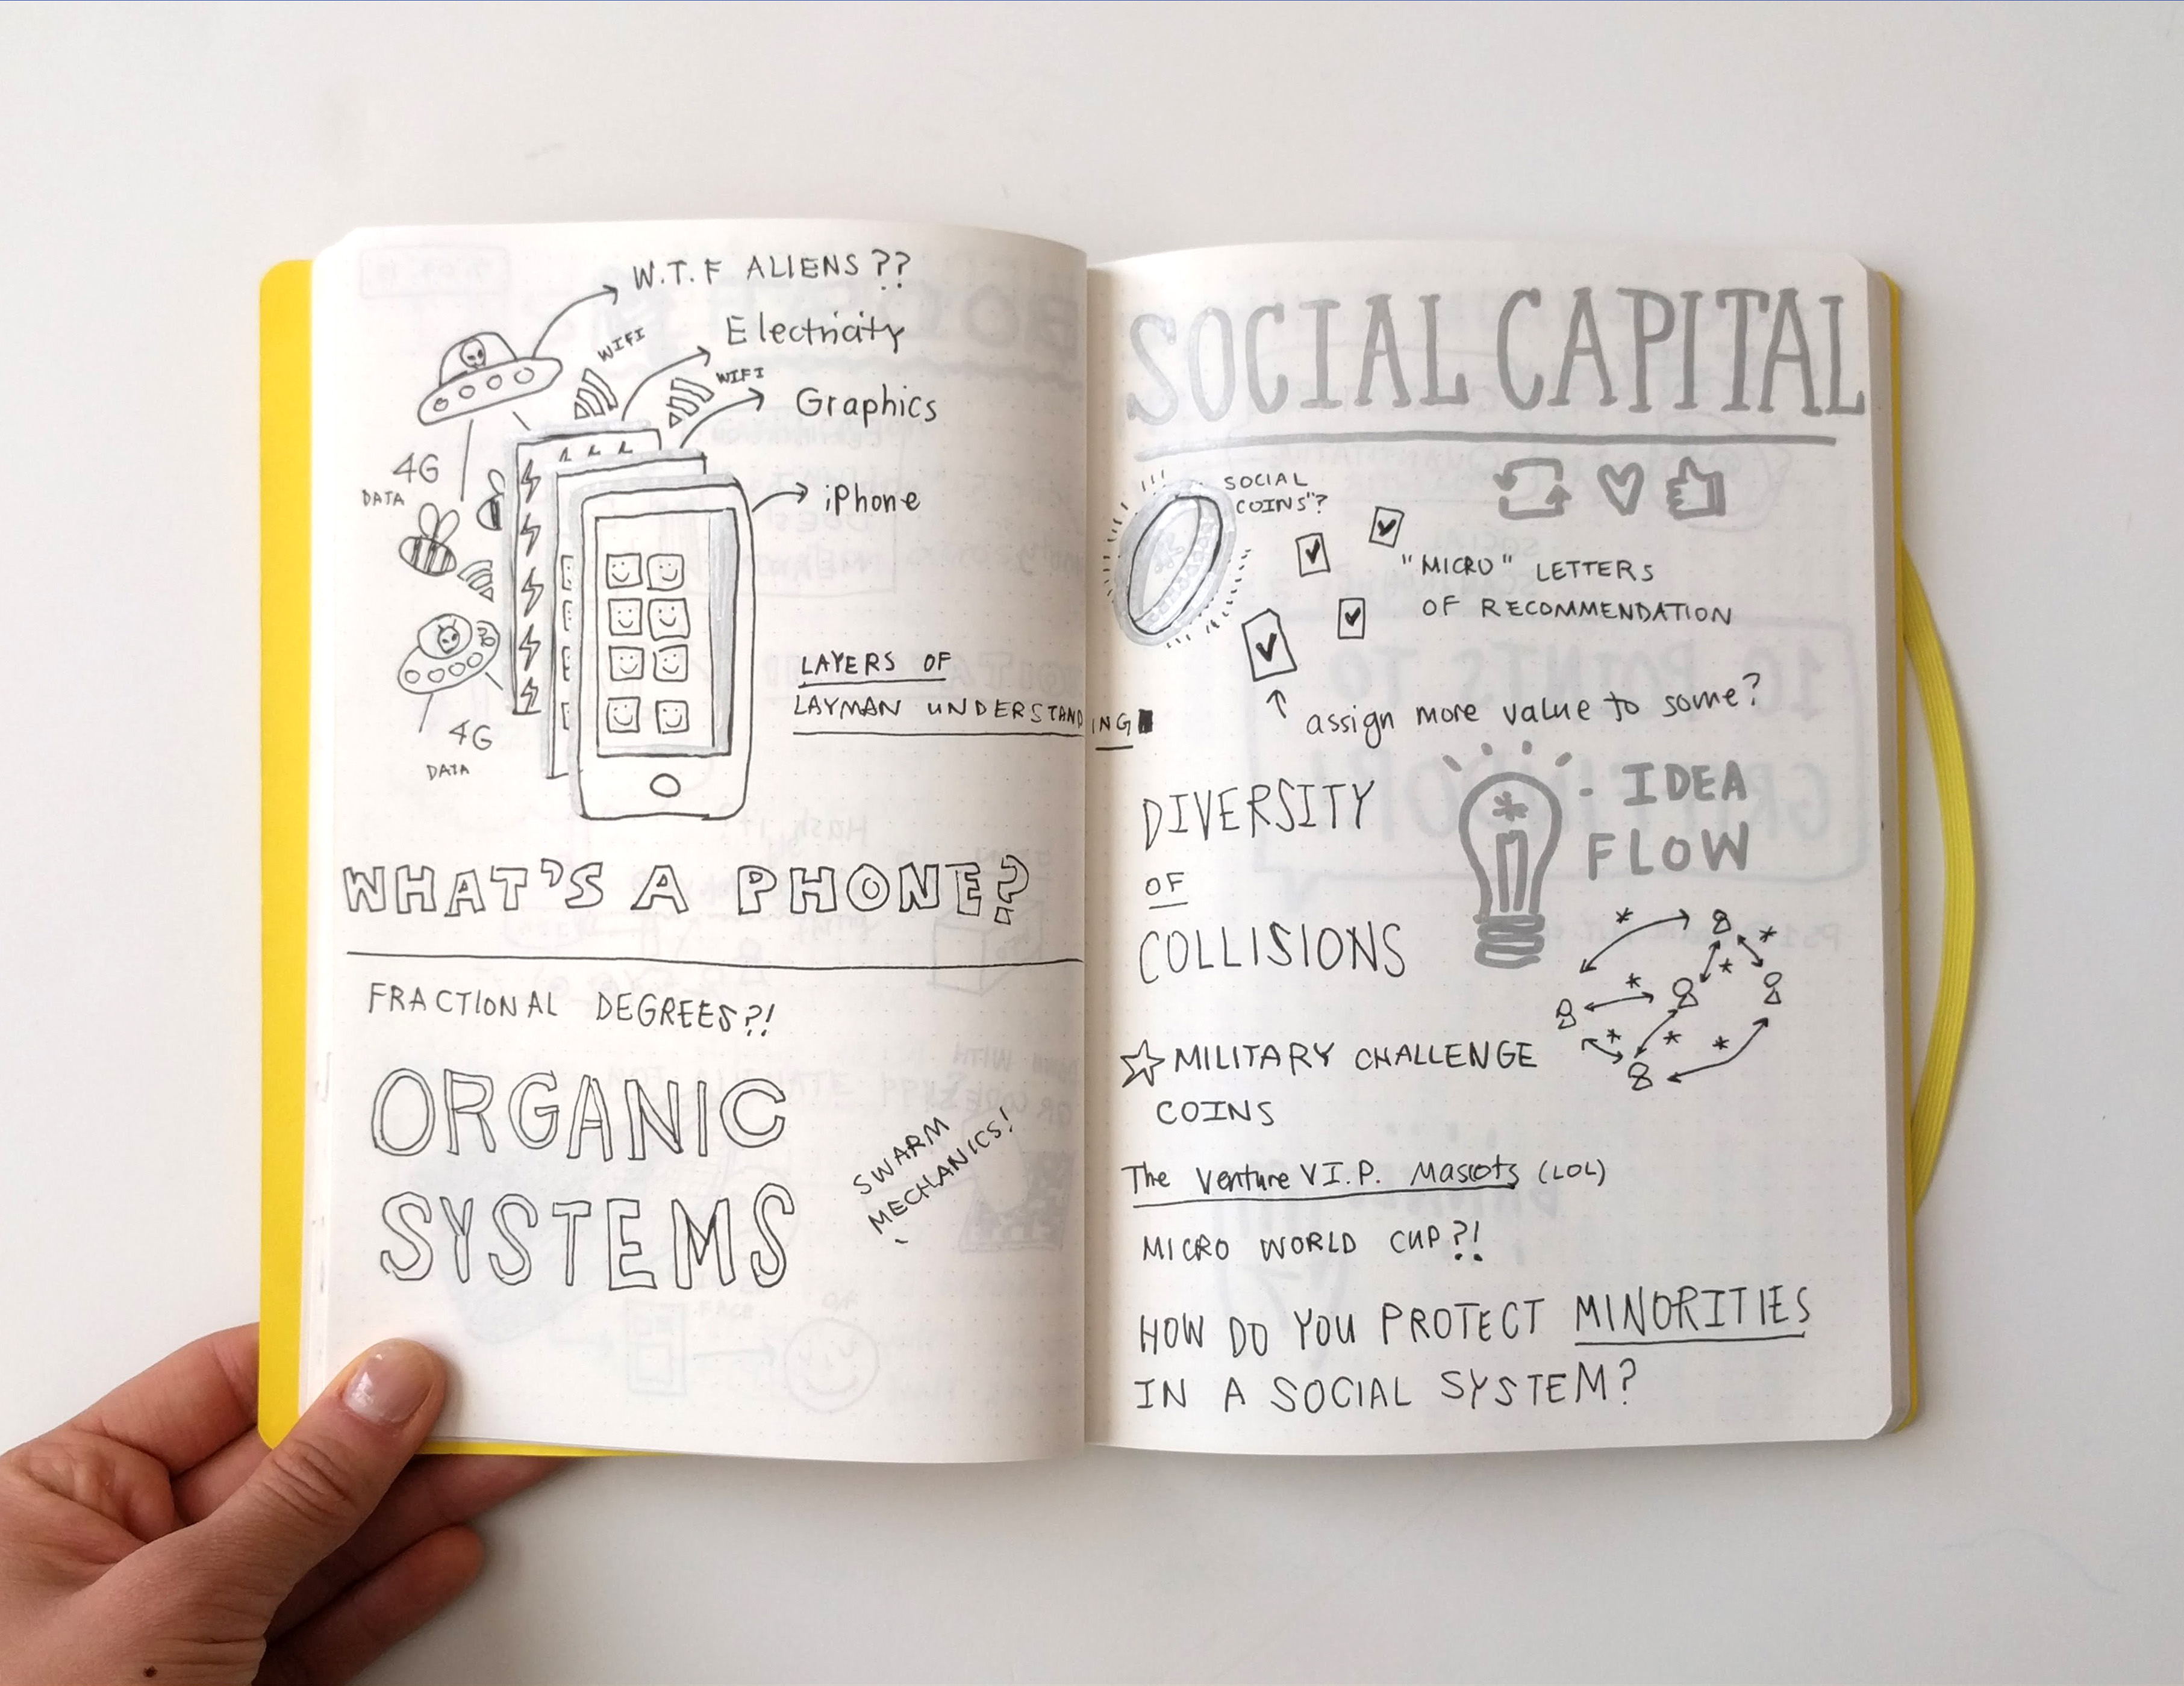 W.T.F ALIENS??
Electricity
WIFI
WIFI
Graphics
4G
DATA
iPhone
LAYERS OF
LAYMAN UNDERSTANDING
4G
DATA
WHAT'S A PHONE?
FRACTIONAL DEGREES?!
ORGANIC
SYSTEMS
SWARM
MECHANICS!
SOCIAL CAPITAL
SOCIAL
COINS"?
"MICRO" LETTERS
OF RECOMMENDATION
assign more value to some?
DIVERSITY
OF
COLLISIONS
- IDEA
FLOW
MILITARY CHALLENGE
COINS
The Venture V.I.P. Mascots (LOL)
MICRO WORLD CUP?!
HOW DO YOU PROTECT MINORITIES
IN A SOCIAL SYSTEM?